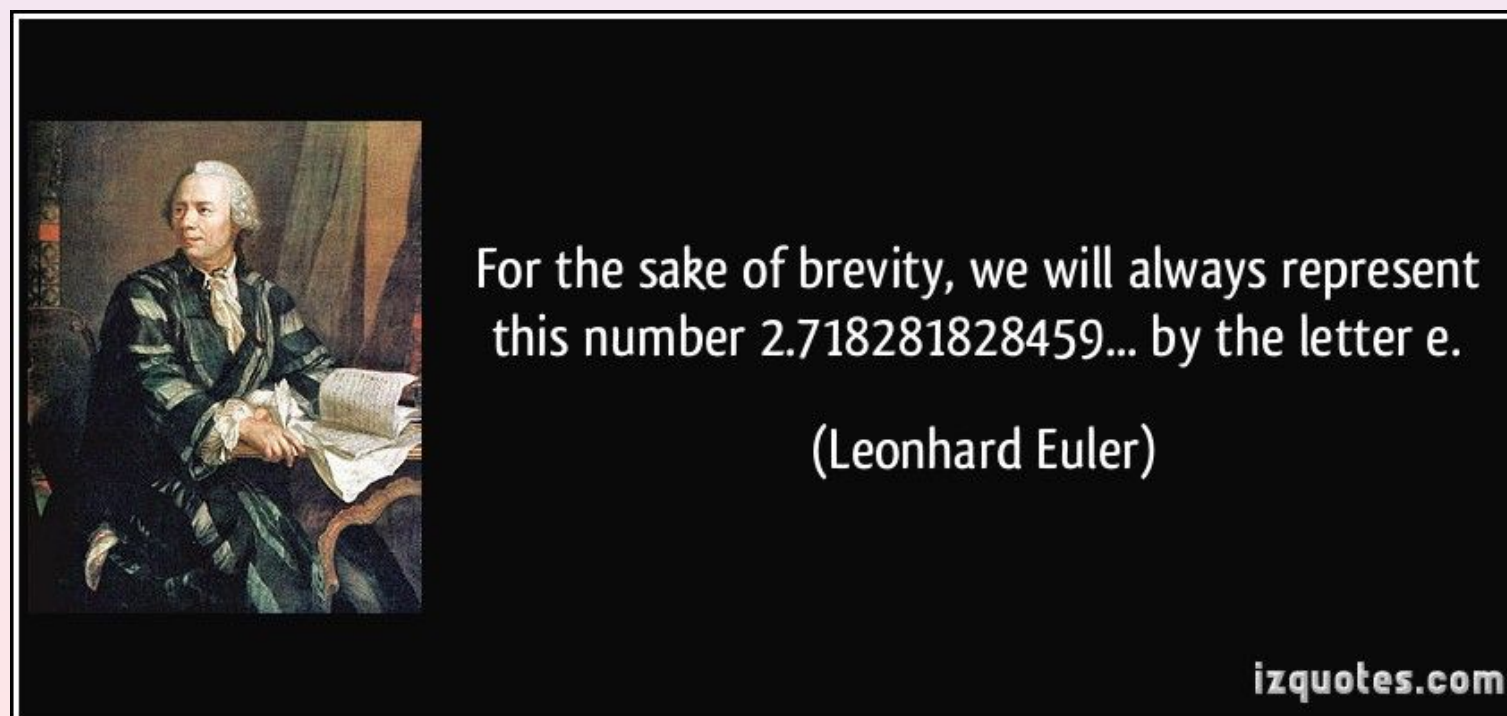 For the sake of brevity, we will always represent
this number 2.718281828459... by the letter e.
(Leonhard Euler)
izquotes.com